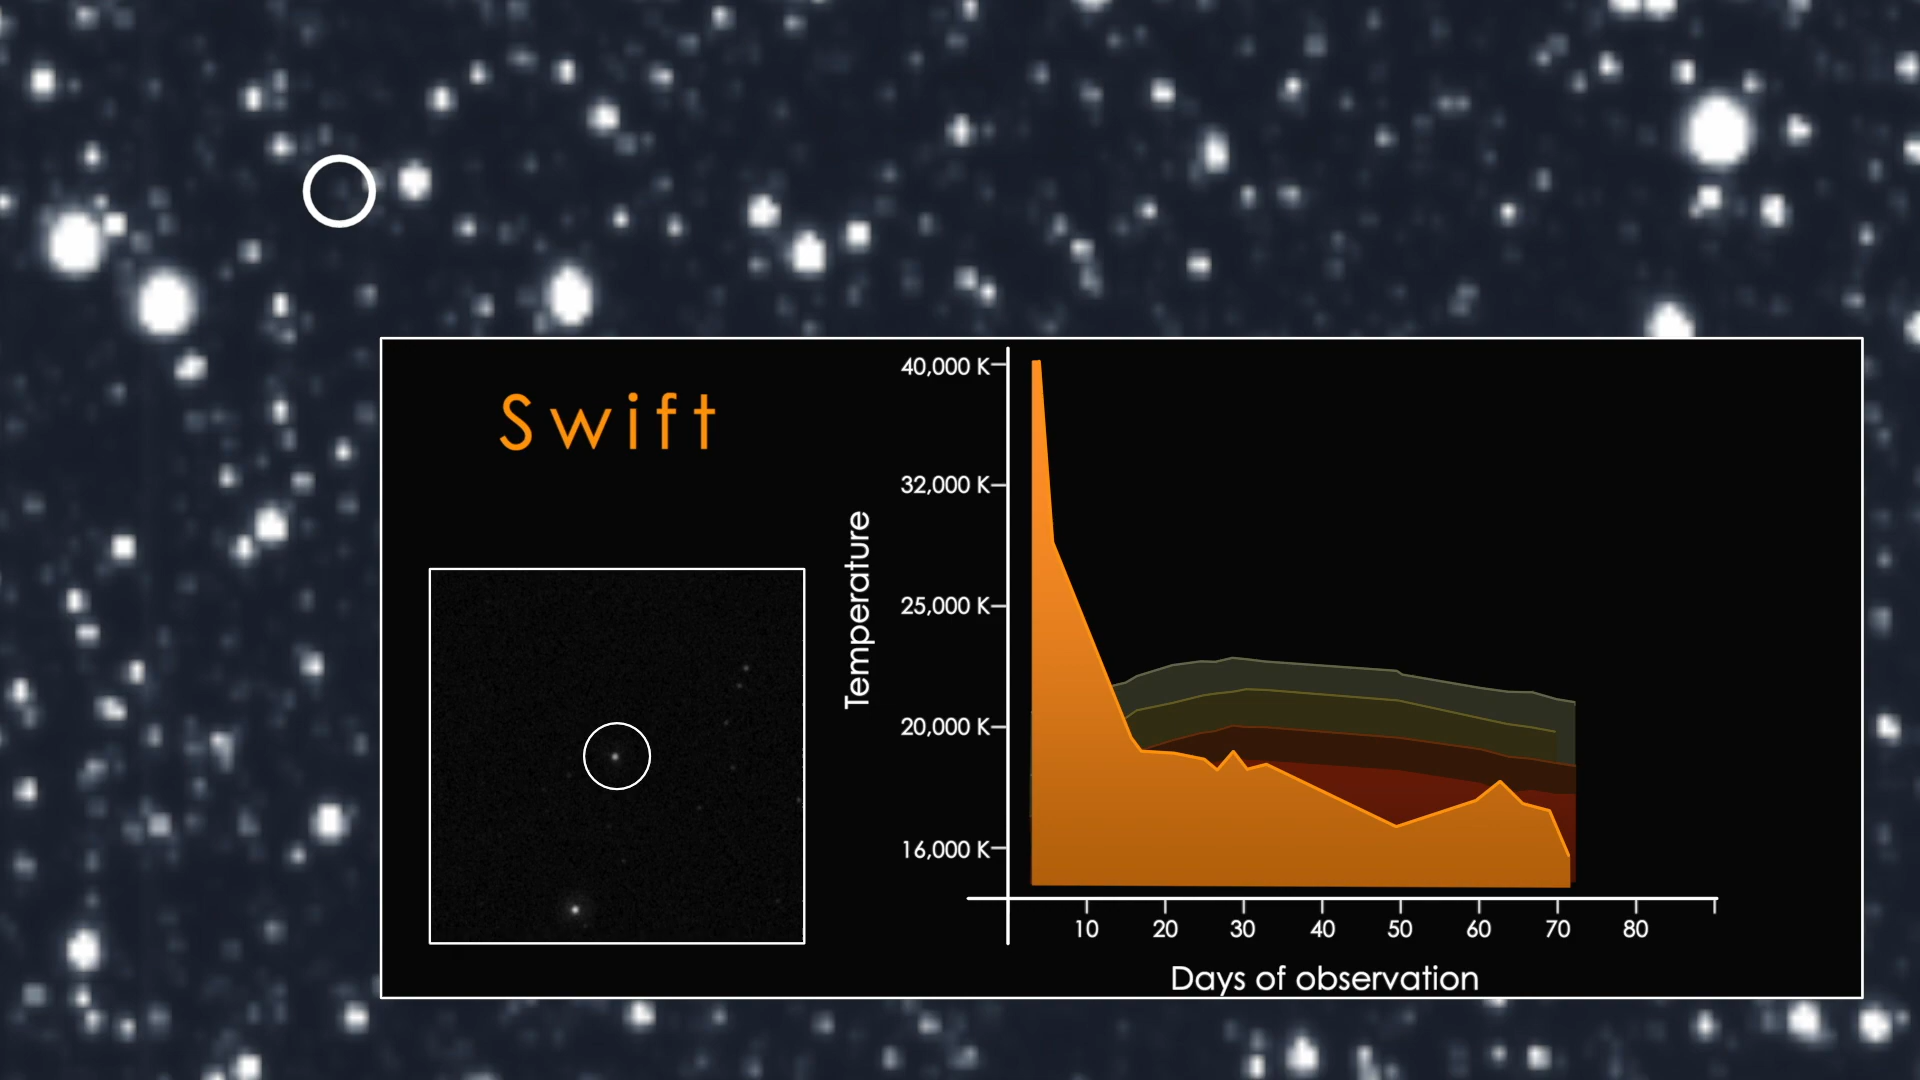 Swift
Temperature
40,000 K
32,000 K
25,000 K
20,000 K
16,000 K
10 20 30 40 50 60 70 80
Days of observation